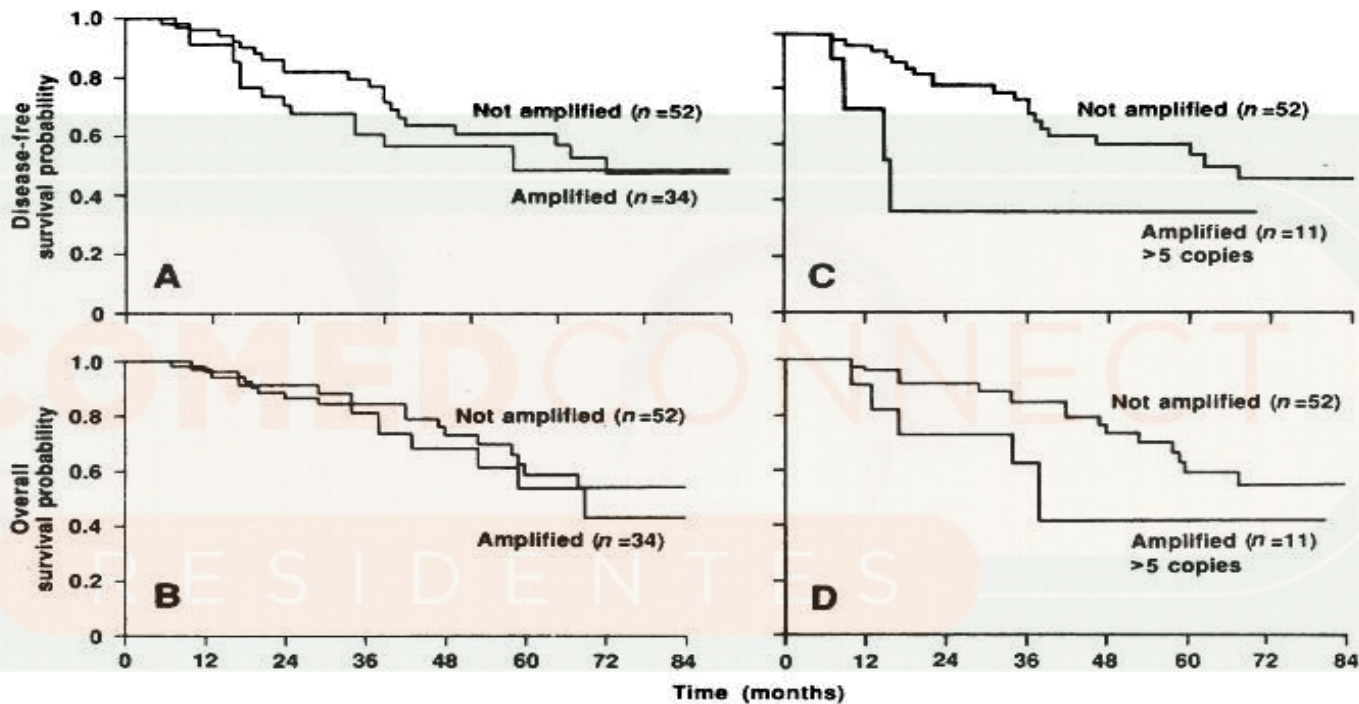 Disease-free
survival probability
1.0
0.8
0.6
0.4
0.2
0
Not amplified (n=52)
Amplified (n=34)
A
Not amplified (n=52)
Amplified (n=11)
>5 copies
C
Overall
survival probability
1.0
0.8
0.6
0.4
0.2
0
Not amplified (n=52)
Amplified (n=34)
B
Not amplified (n=52)
Amplified (n=11)
>5 copies
D
0 12 24 36 48 60 72 84
0 12 24 36 48 60 72 84
Time (months)
COMEDCONNECT
RESIDENTES